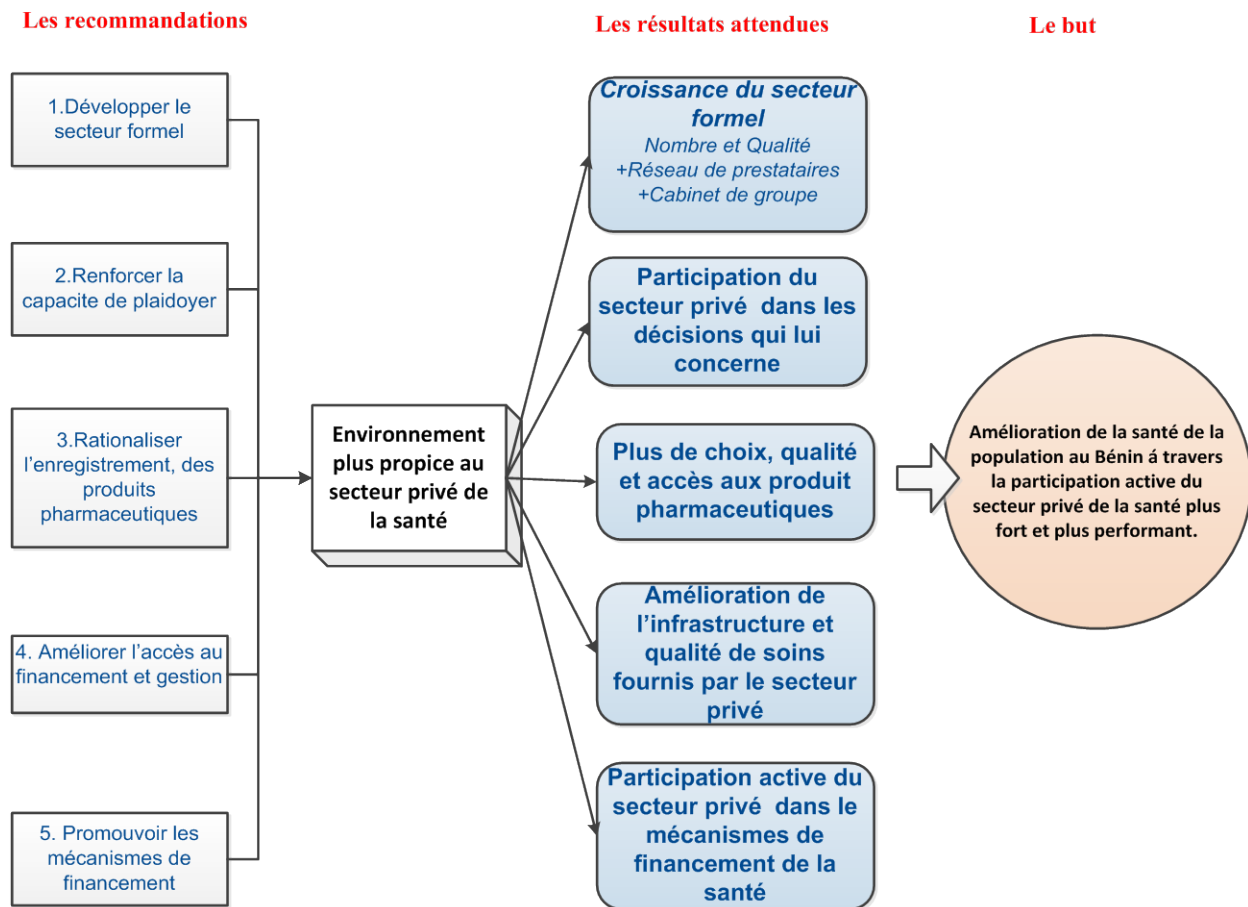 Les recommandations
Les résultats attendues
Le but
1.Développer le
secteur formel
2.Renforcer la
capacite de plaidoyer
3.Rationaliser
l’enregistrement, des
produits
pharmaceutiques
4. Améliorer l’accès au
financement et gestion
5. Promouvoir les
mécanismes de
financement
Environnement
plus propice au
secteur privé de
la santé
Croissance du secteur
formel
Nombre et Qualité
+Réseau de prestataires
+Cabinet de groupe
Participation du
secteur privé dans les
décisions qui lui
concerne
Plus de choix, qualité
et accès aux produit
pharmaceutiques
Amélioration de
l’infrastructure et
qualité de soins
fournis par le secteur
privé
Participation active du
secteur privé dans le
mécanismes de
financement de la
santé
Amélioration de la santé de la
population au Bénin á travers
la participation active du
secteur privé de la santé plus
fort et plus performant.